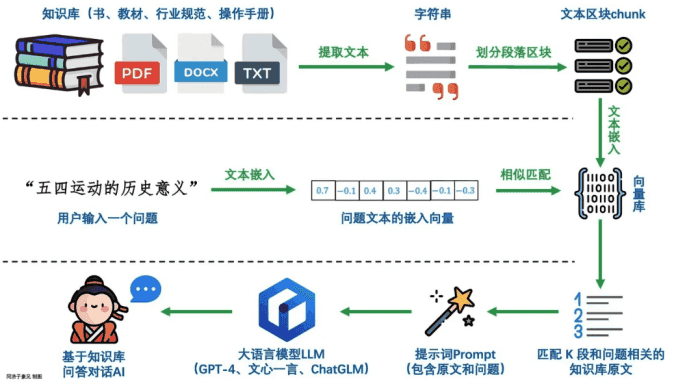 知识库（书、教材、行业规范、操作手册）
字符串
文本区块chunk
PDF
DOCX
TXT
提取文本
划分段落区块
文本嵌入
“五四运动的历史意义”
文本嵌入
0.7 -0.1 0.4 0.3 -0.4 -0.1 -0.3
相似匹配
11100
11011
01011
向量库
用户输入一个问题
问题文本的嵌入向量
1
2
3
基于知识库
问答对话AI
大语言模型LLM
（GPT-4、文心一言、ChatGLM）
提示词Prompt
（包含原文和问题）
匹配 K 段和问题相关的
知识库原文
同济子豪兄 制图